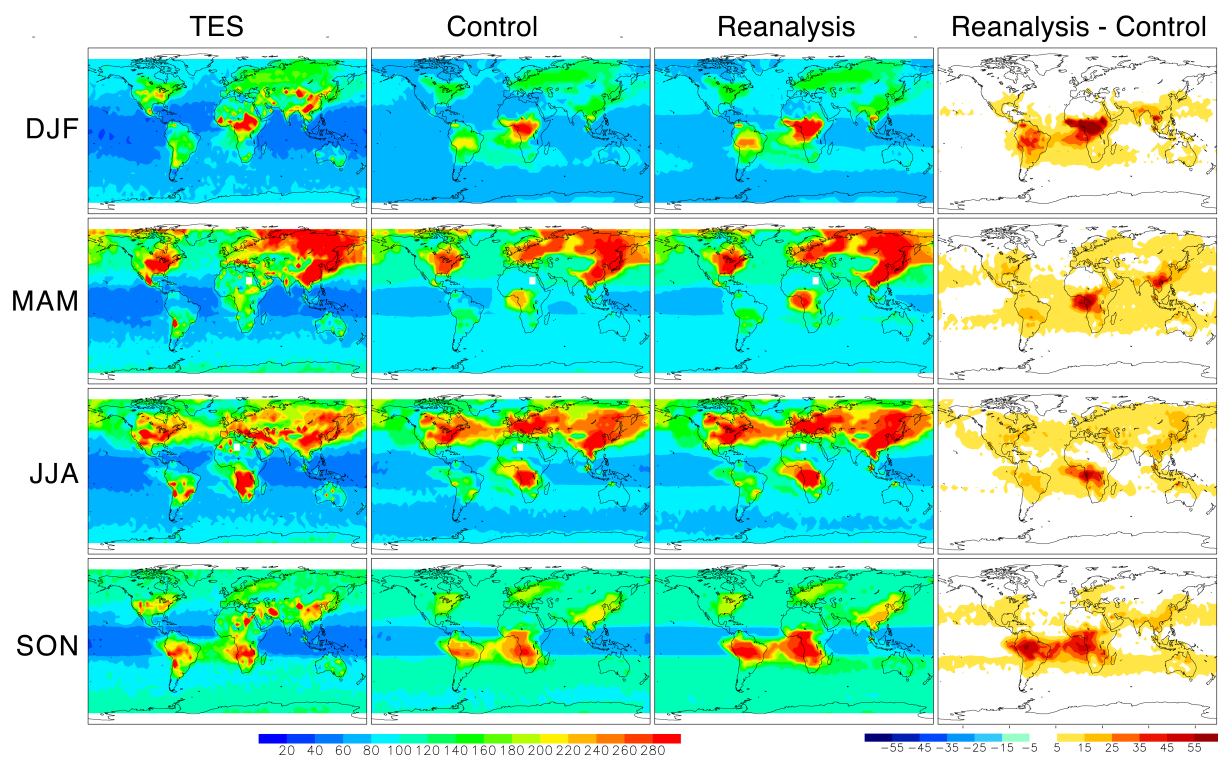 TES Control Reanalysis Reanalysis - Control
DJF
MAM
JJA
SON
20 40 60 80 100 120 140 160 180 200 220 240 260 280
-55 -45 -35 -25 -15 -5 5 15 25 35 45 55